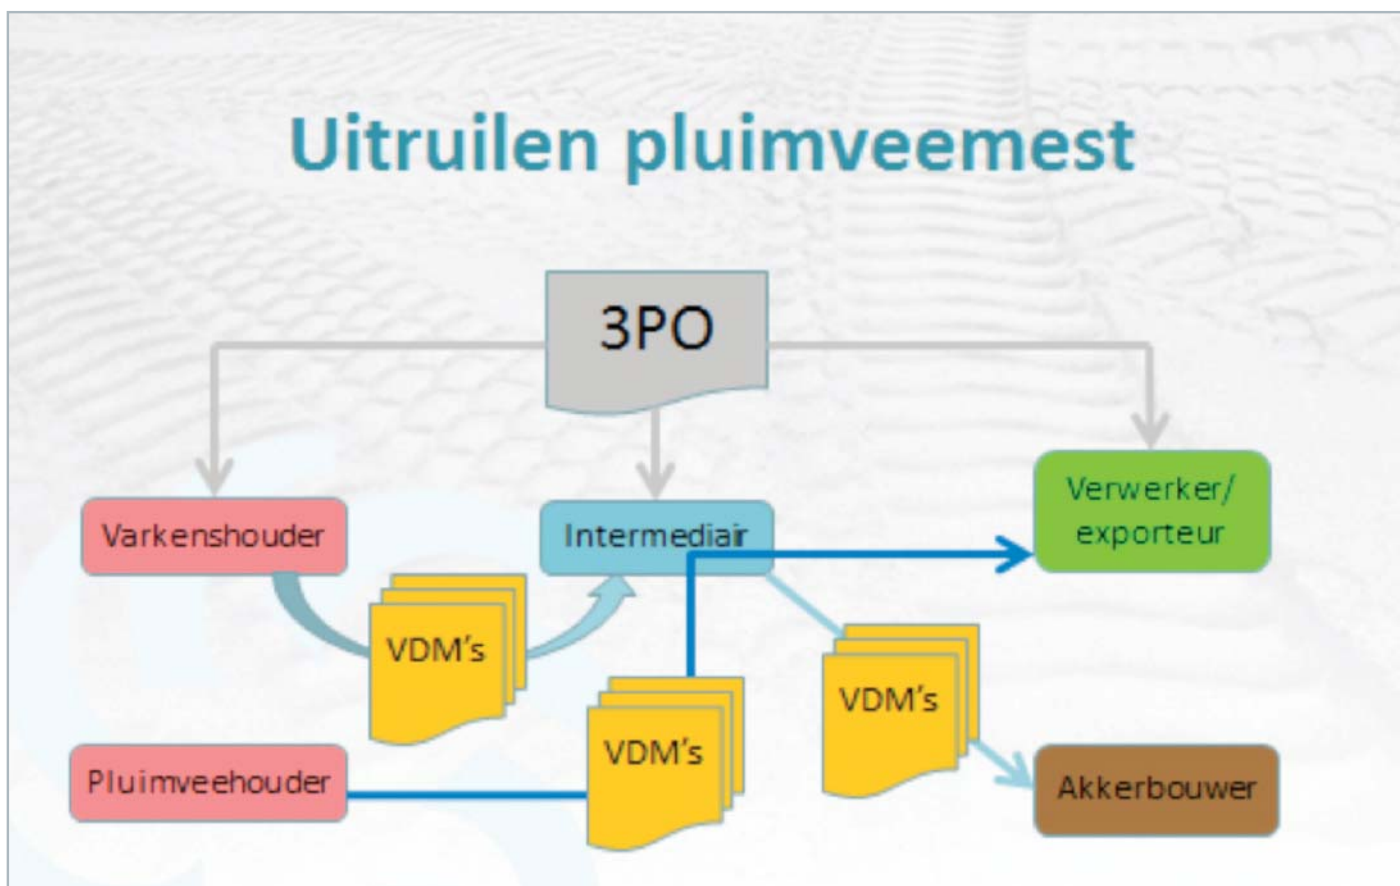 Uitruilen pluimveemest
3PO
Varkenshouder
Intermediair
Verwerker/
exporteur
VDM's
VDM's
VDM's
Pluimveehouder
Akkerbouwer